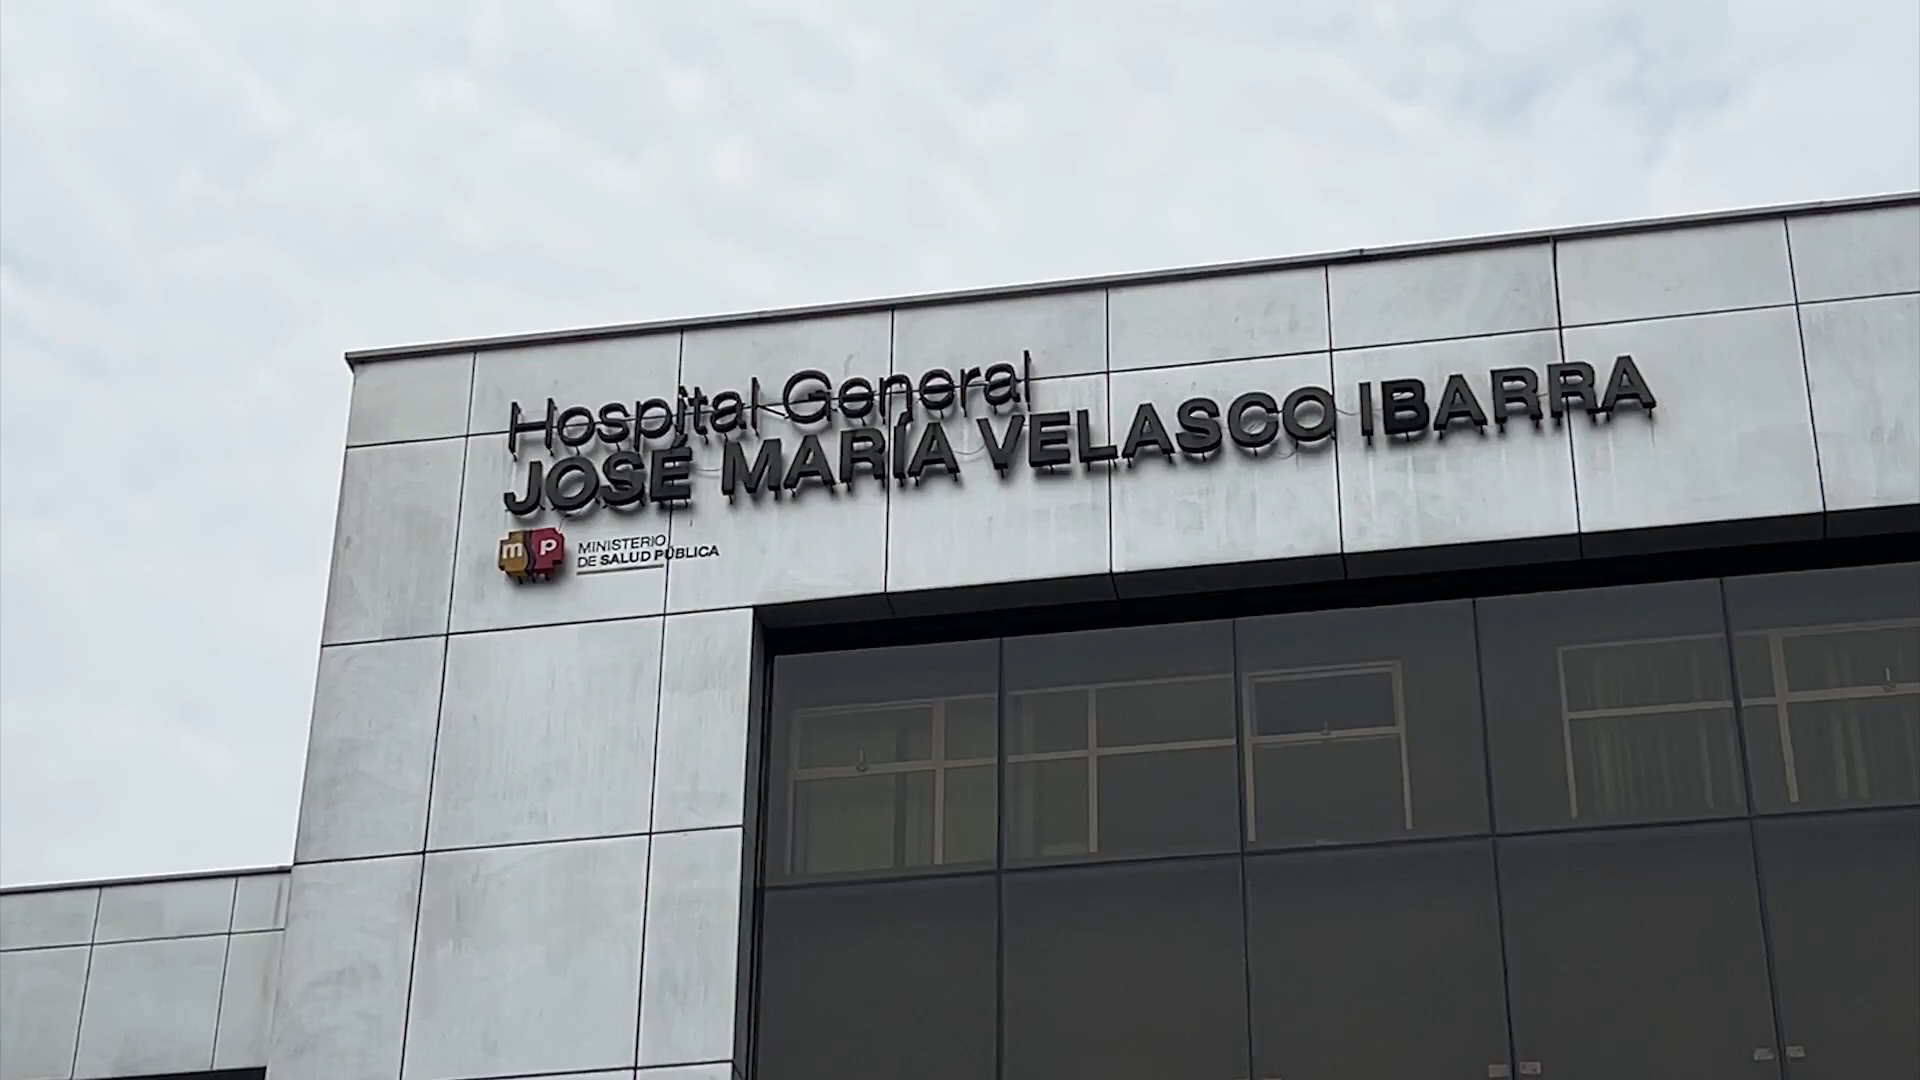 Hospital General
JOSÉ MARÍA VELASCO IBARRA
mp
MINISTERIO
DE SALUD PÚBLICA